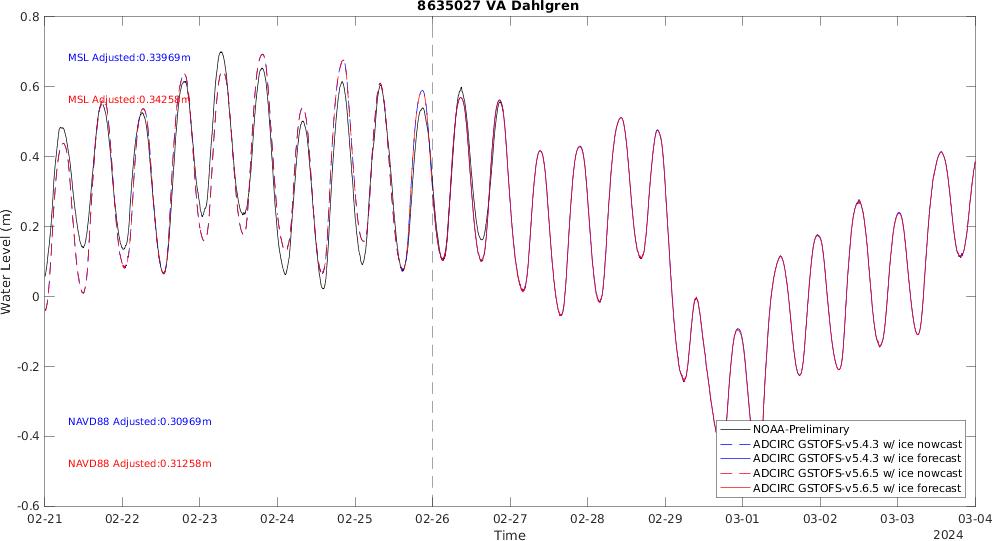 8635027 VA Dahlgren
0.8
0.6
0.4
0.2
0
-0.2
-0.4
-0.6
Water Level (m)
MSL Adjusted:0.33969m
MSL Adjusted:0.34258m
NAVD88 Adjusted:0.30969m
NAVD88 Adjusted:0.31258m
NOAA-Preliminary
ADCIRC GSTOFS-v5.4.3 w/ ice nowcast
ADCIRC GSTOFS-v5.4.3 w/ ice forecast
ADCIRC GSTOFS-v5.6.5 w/ ice nowcast
ADCIRC GSTOFS-v5.6.5 w/ ice forecast
02-21 02-22 02-23 02-24 02-25 02-26 02-27 02-28 02-29 03-01 03-02 03-03 03-04
Time
2024